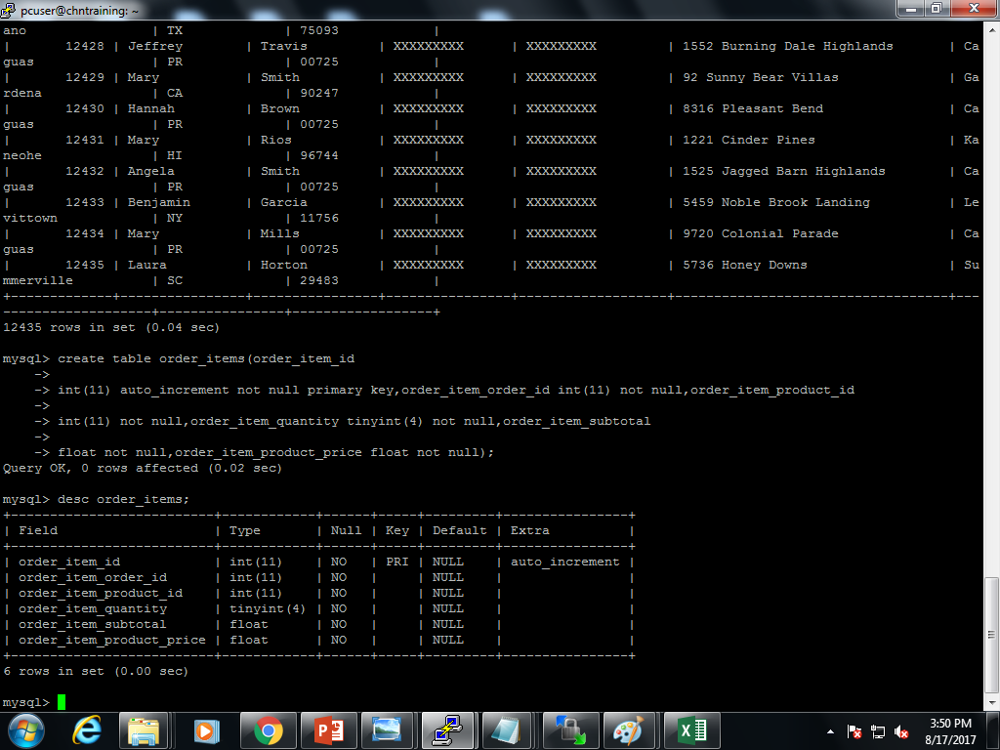 pcuser@chntraining: ~
ano | TX | 75093 |
| 12428 | Jeffrey | Travis | XXXXXXXXX | XXXXXXXXX | 1552 Burning Dale Highlands | Ca
guas | PR | 00725 |
| 12429 | Mary | Smith | XXXXXXXXX | XXXXXXXXX | 92 Sunny Bear Villas | Ga
rdena | CA | 90247 |
| 12430 | Hannah | Brown | XXXXXXXXX | XXXXXXXXX | 8316 Pleasant Bend | Ca
guas | PR | 00725 |
| 12431 | Mary | Rios | XXXXXXXXX | XXXXXXXXX | 1221 Cinder Pines | Ka
neohe | HI | 96744 |
| 12432 | Angela | Smith | XXXXXXXXX | XXXXXXXXX | 1525 Jagged Barn Highlands | Ca
guas | PR | 00725 |
| 12433 | Benjamin | Garcia | XXXXXXXXX | XXXXXXXXX | 5459 Noble Brook Landing | Le
vittown | NY | 11756 |
| 12434 | Mary | Mills | XXXXXXXXX | XXXXXXXXX | 9720 Colonial Parade | Ca
guas | PR | 00725 |
| 12435 | Laura | Horton | XXXXXXXXX | XXXXXXXXX | 5736 Honey Downs | Su
mmerville | SC | 29483 |
+-------------+-----------------+----------------+-----------------+-------------------+-----------------------------------+---
-------------------+-----------------+------------------+
12435 rows in set (0.04 sec)
mysql> create table order_items(order_item_id
->
-> int(11) auto_increment not null primary key,order_item_order_id int(11) not null,order_item_product_id
->
-> int(11) not null,order_item_quantity tinyint(4) not null,order_item_subtotal
->
-> float not null,order_item_product_price float not null);
Query OK, 0 rows affected (0.02 sec)
mysql> desc order_items;
+--------------------------+------------+------+-----+---------+----------------+
| Field | Type | Null | Key | Default | Extra |
+--------------------------+------------+------+-----+---------+----------------+
| order_item_id | int(11) | NO | PRI | NULL | auto_increment |
| order_item_order_id | int(11) | NO | | NULL | |
| order_item_product_id | int(11) | NO | | NULL | |
| order_item_quantity | tinyint(4) | NO | | NULL | |
| order_item_subtotal | float | NO | | NULL | |
| order_item_product_price | float | NO | | NULL | |
+--------------------------+------------+------+-----+---------+----------------+
6 rows in set (0.00 sec)
mysql>
3:50 PM
8/17/2017